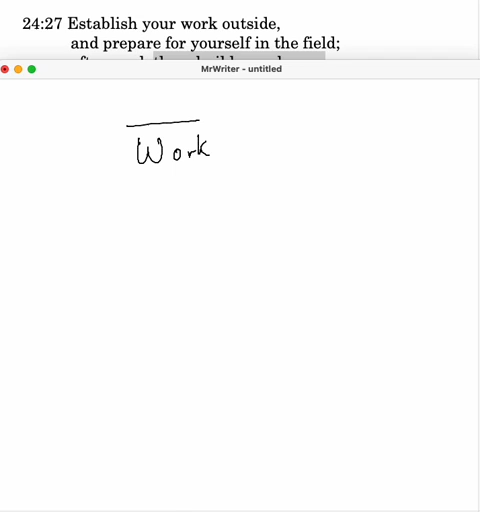 24:27 Establish your work outside,
and prepare for yourself in the field;
MrWriter - untitled
Work